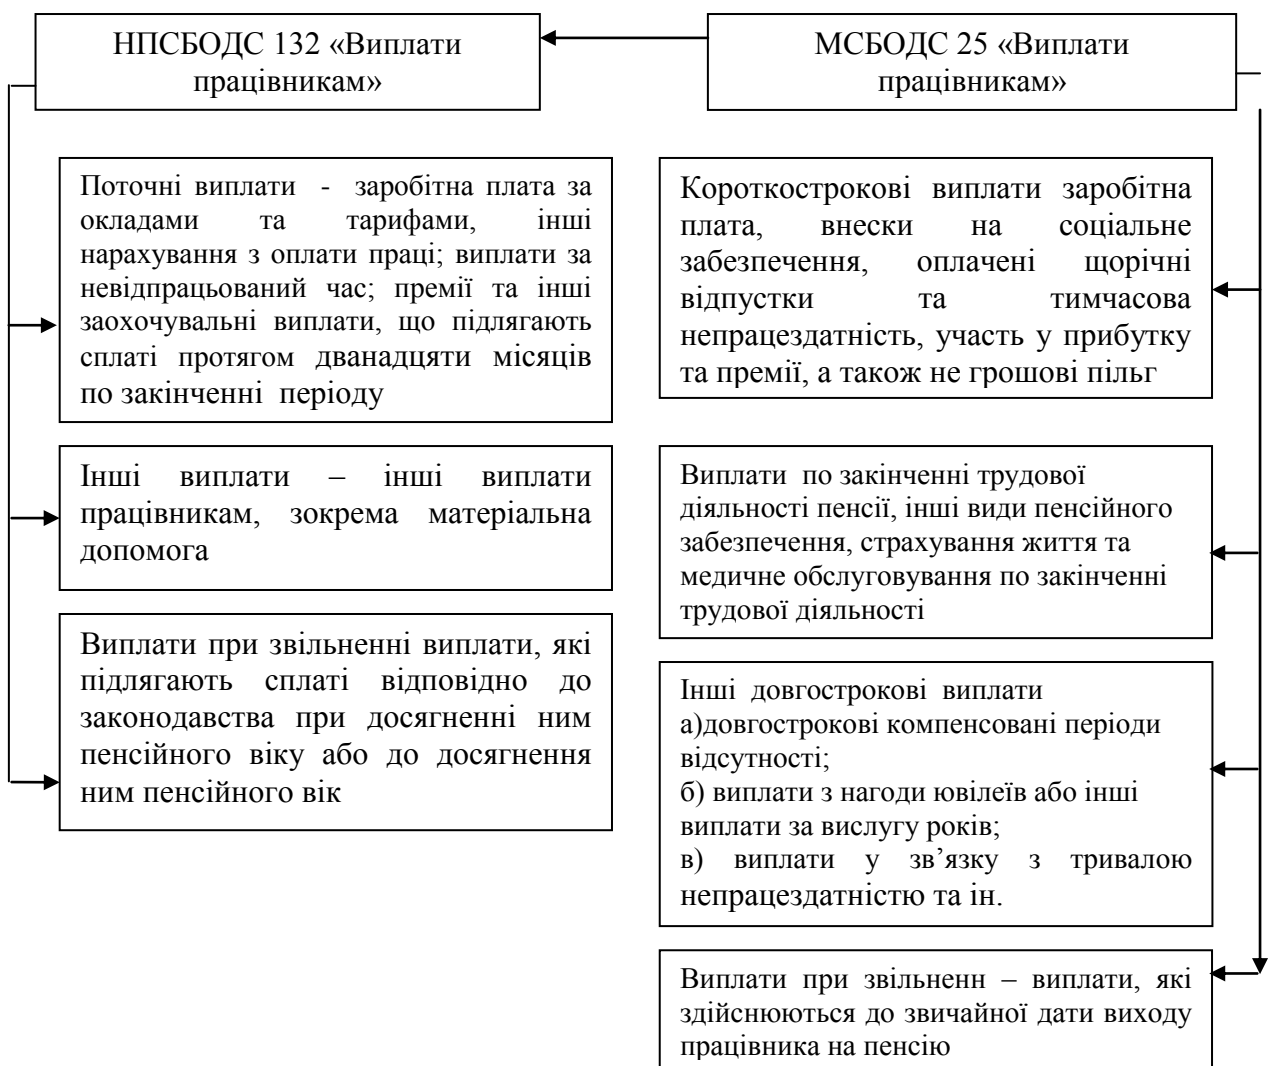 НПСБОДС 132 «Виплати
працівникам»
МСБОДС 25 «Виплати
працівникам»
Поточні виплати - заробітна плата за
окладами та тарифами, інші
нарахування з оплати праці; виплати за
невідпрацьований час; премії та інші
заохочувальні виплати, що підлягають
сплаті протягом дванадцяти місяців
по закінченні періоду
Інші виплати – інші виплати
працівникам, зокрема матеріальна
допомога
Виплати при звільненні виплати, які
підлягають сплаті відповідно до
законодавства при досягненні ним
пенсійного віку або до досягнення
ним пенсійного вік
Короткострокові виплати заробітна
плата, внески на соціальне
забезпечення, оплачені щорічні
відпустки та тимчасова
непрацездатність, участь у прибутку
та премії, а також не грошові пільг
Виплати по закінченні трудової
діяльності пенсії, інші види пенсійного
забезпечення, страхування життя та
медичне обслуговування по закінченні
трудової діяльності
Інші довгострокові виплати
а)довгострокові компенсовані періоди
відсутності;
б) виплати з нагоди ювілеїв або інші
виплати за вислугу років;
в) виплати у зв’язку з тривалою
непрацездатністю та ін.
Виплати при звільненн – виплати, які
здійснюються до звичайної дати виходу
працівника на пенсію